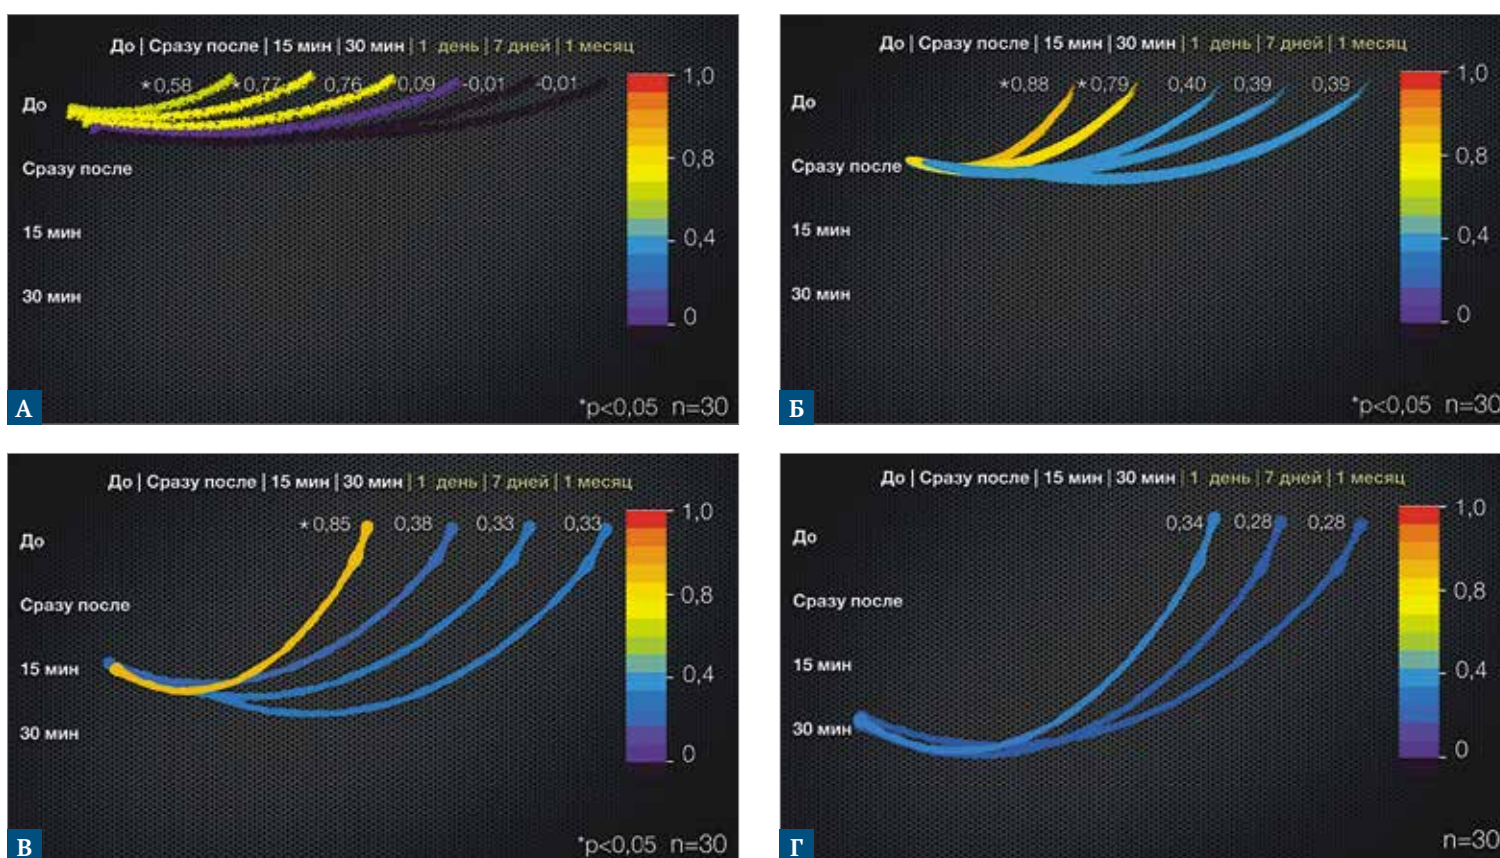 До | Сразу после | 15 мин | 30 мин | 1 день | 7 дней | 1 месяц
*0,58 *0,77 0,76 0,09 -0,01 -0,01
До
Сразу после
15 мин
30 мин
1,0
0,8
0,4
0
*p<0,05 n=30
А
До | Сразу после | 15 мин | 30 мин | 1 день | 7 дней | 1 месяц
*0,88 *0,79 0,40 0,39 0,39
До
Сразу после
15 мин
30 мин
1,0
0,8
0,4
0
*p<0,05 n=30
Б
До | Сразу после | 15 мин | 30 мин | 1 день | 7 дней | 1 месяц
*0,85 0,38 0,33 0,33
До
Сразу после
15 мин
30 мин
1,0
0,8
0,4
0
*p<0,05 n=30
В
До | Сразу после | 15 мин | 30 мин | 1 день | 7 дней | 1 месяц
0,34 0,28 0,28
До
Сразу после
15 мин
30 мин
1,0
0,8
0,4
0
n=30
Г